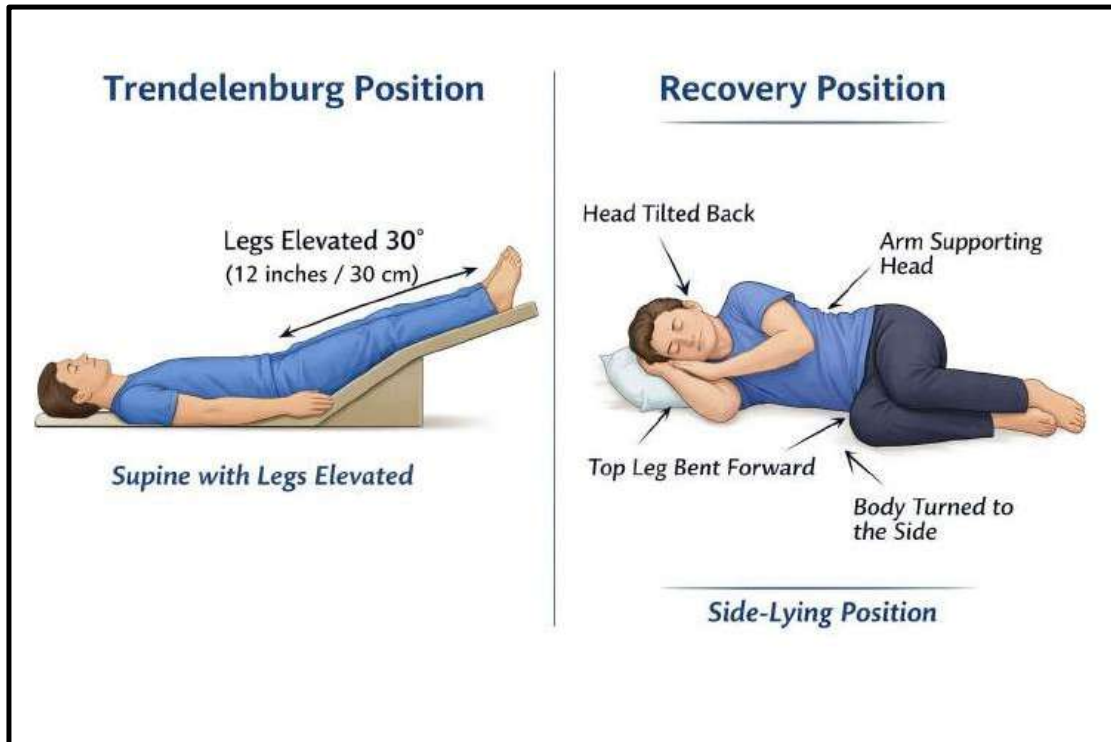 Trendelenburg Position
Legs Elevated 30°
(12 inches / 30 cm)
Supine with Legs Elevated
Recovery Position
Head Tilted Back
Arm Supporting
Head
Top Leg Bent Forward
Body Turned to
the Side
Side-Lying Position